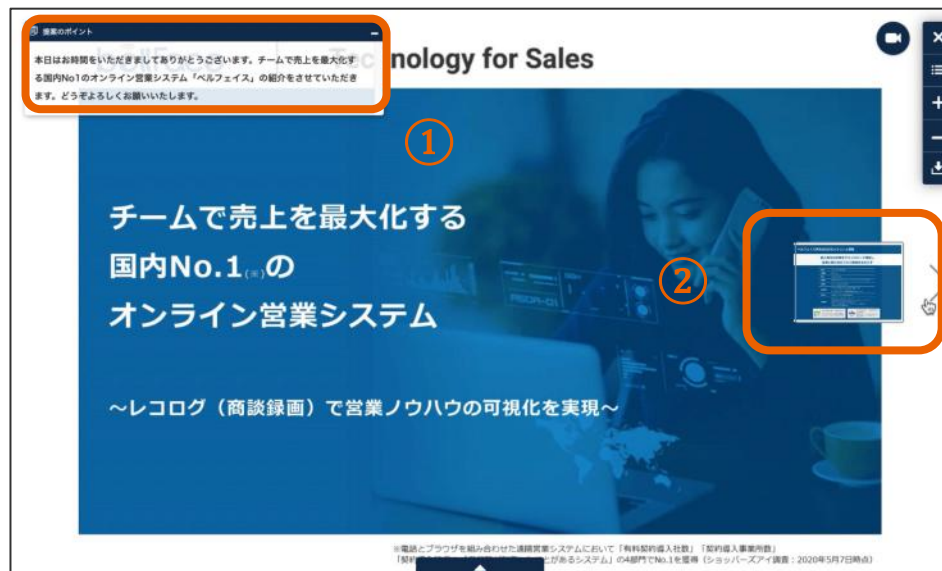 提案のポイント
本日はお時間をいただきましてありがとうございます。チームで売上を最大化す
る国内No1のオンライン営業システム「ベルフェイス」の紹介をさせていただき
ます。どうぞよろしくお願いいたします。
nology for Sales
①
チームで売上を最大化する
国内No.1(※)の
オンライン営業システム
②
～レコログ（商談録画）で営業ノウハウの可視化を実現～
※電話とブラウザを組み合わせた遠隔営業システムにおいて「有料契約導入社数」「契約導入事業所数」
とがあるシステム」の4部門でNo.1を獲得（ショッパーズアイ調査：2020年5月7日時点）